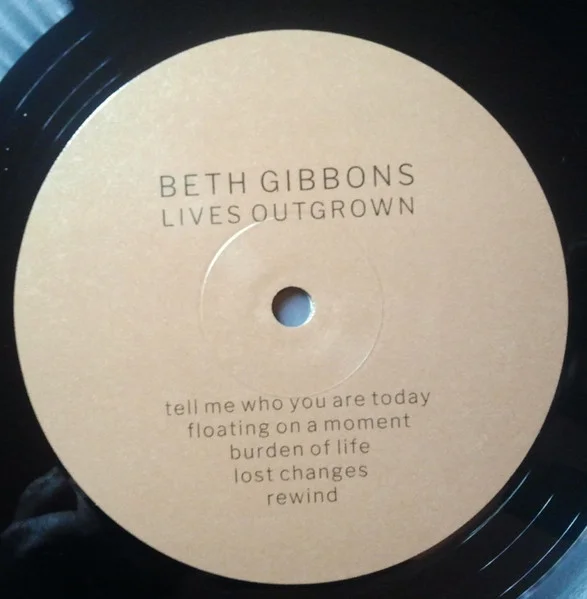 BETH GIBBONS
LIVES OUTGROWN
tell me who you are today
floating on a moment
burden of life
lost changes
rewind